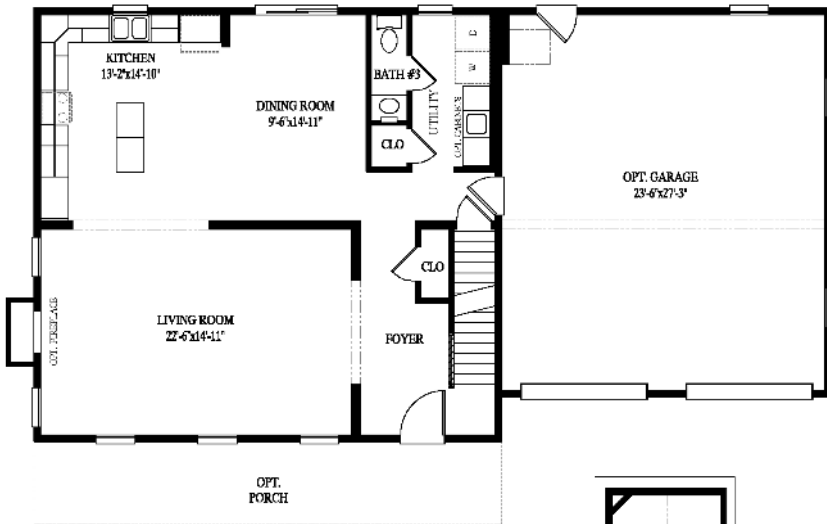 KITCHEN
13'-2"x14'-10"
DINING ROOM
9'-6"x14'-11"
BATH #3
UTILITY
D
W
OPT. CABINETS
CLO
OPT. GARAGE
23'-6"x27'-3"
CLO
OPT. FIREPLACE
LIVING ROOM
22'-6"x14'-11"
FOYER
OPT.
PORCH